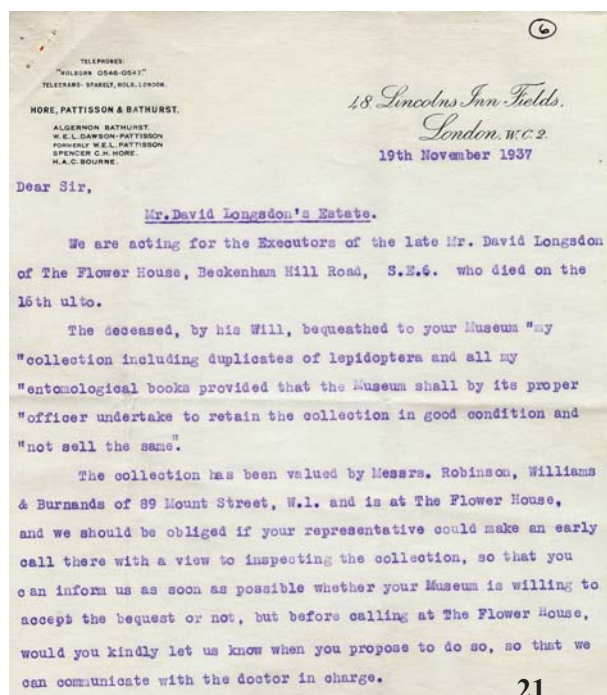 6
TELEPHONES:
"HOLBORN 0546-0547."
TELEGRAMS- SPARELY, HOLB, LONDON.
HORE, PATTISSON & BATHURST.
ALGERNON BATHURST.
W.E.L. DAWSON-PATTISSON
FORMERLY W.E.L. PATTISSON
SPENCER C.H. HORE.
H.A.C. BOURNE.
48. Lincolns Inn Fields.
London. W.C.2.
19th November 1937
Dear Sir,
Mr. David Longsdon's Estate.
We are acting for the Executors of the late Mr. David Longsdon
of The Flower House, Beckenham Hill Road, S.E.6. who died on the
16th ulto.
The deceased, by his Will, bequeathed to your Museum "my
"collection including duplicates of lepidoptera and all my
"entomological books provided that the Museum shall by its proper
"officer undertake to retain the collection in good condition and
"not sell the same".
The collection has been valued by Messrs. Robinson, Williams
& Burnands of 89 Mount Street, W.1. and is at The Flower House,
and we should be obliged if your representative could make an early
call there with a view to inspecting the collection, so that you
can inform us as soon as possible whether your Museum is willing to
accept the bequest or not, but before calling at The Flower House,
would you kindly let us know when you propose to do so, so that we
can communicate with the doctor in charge.
21